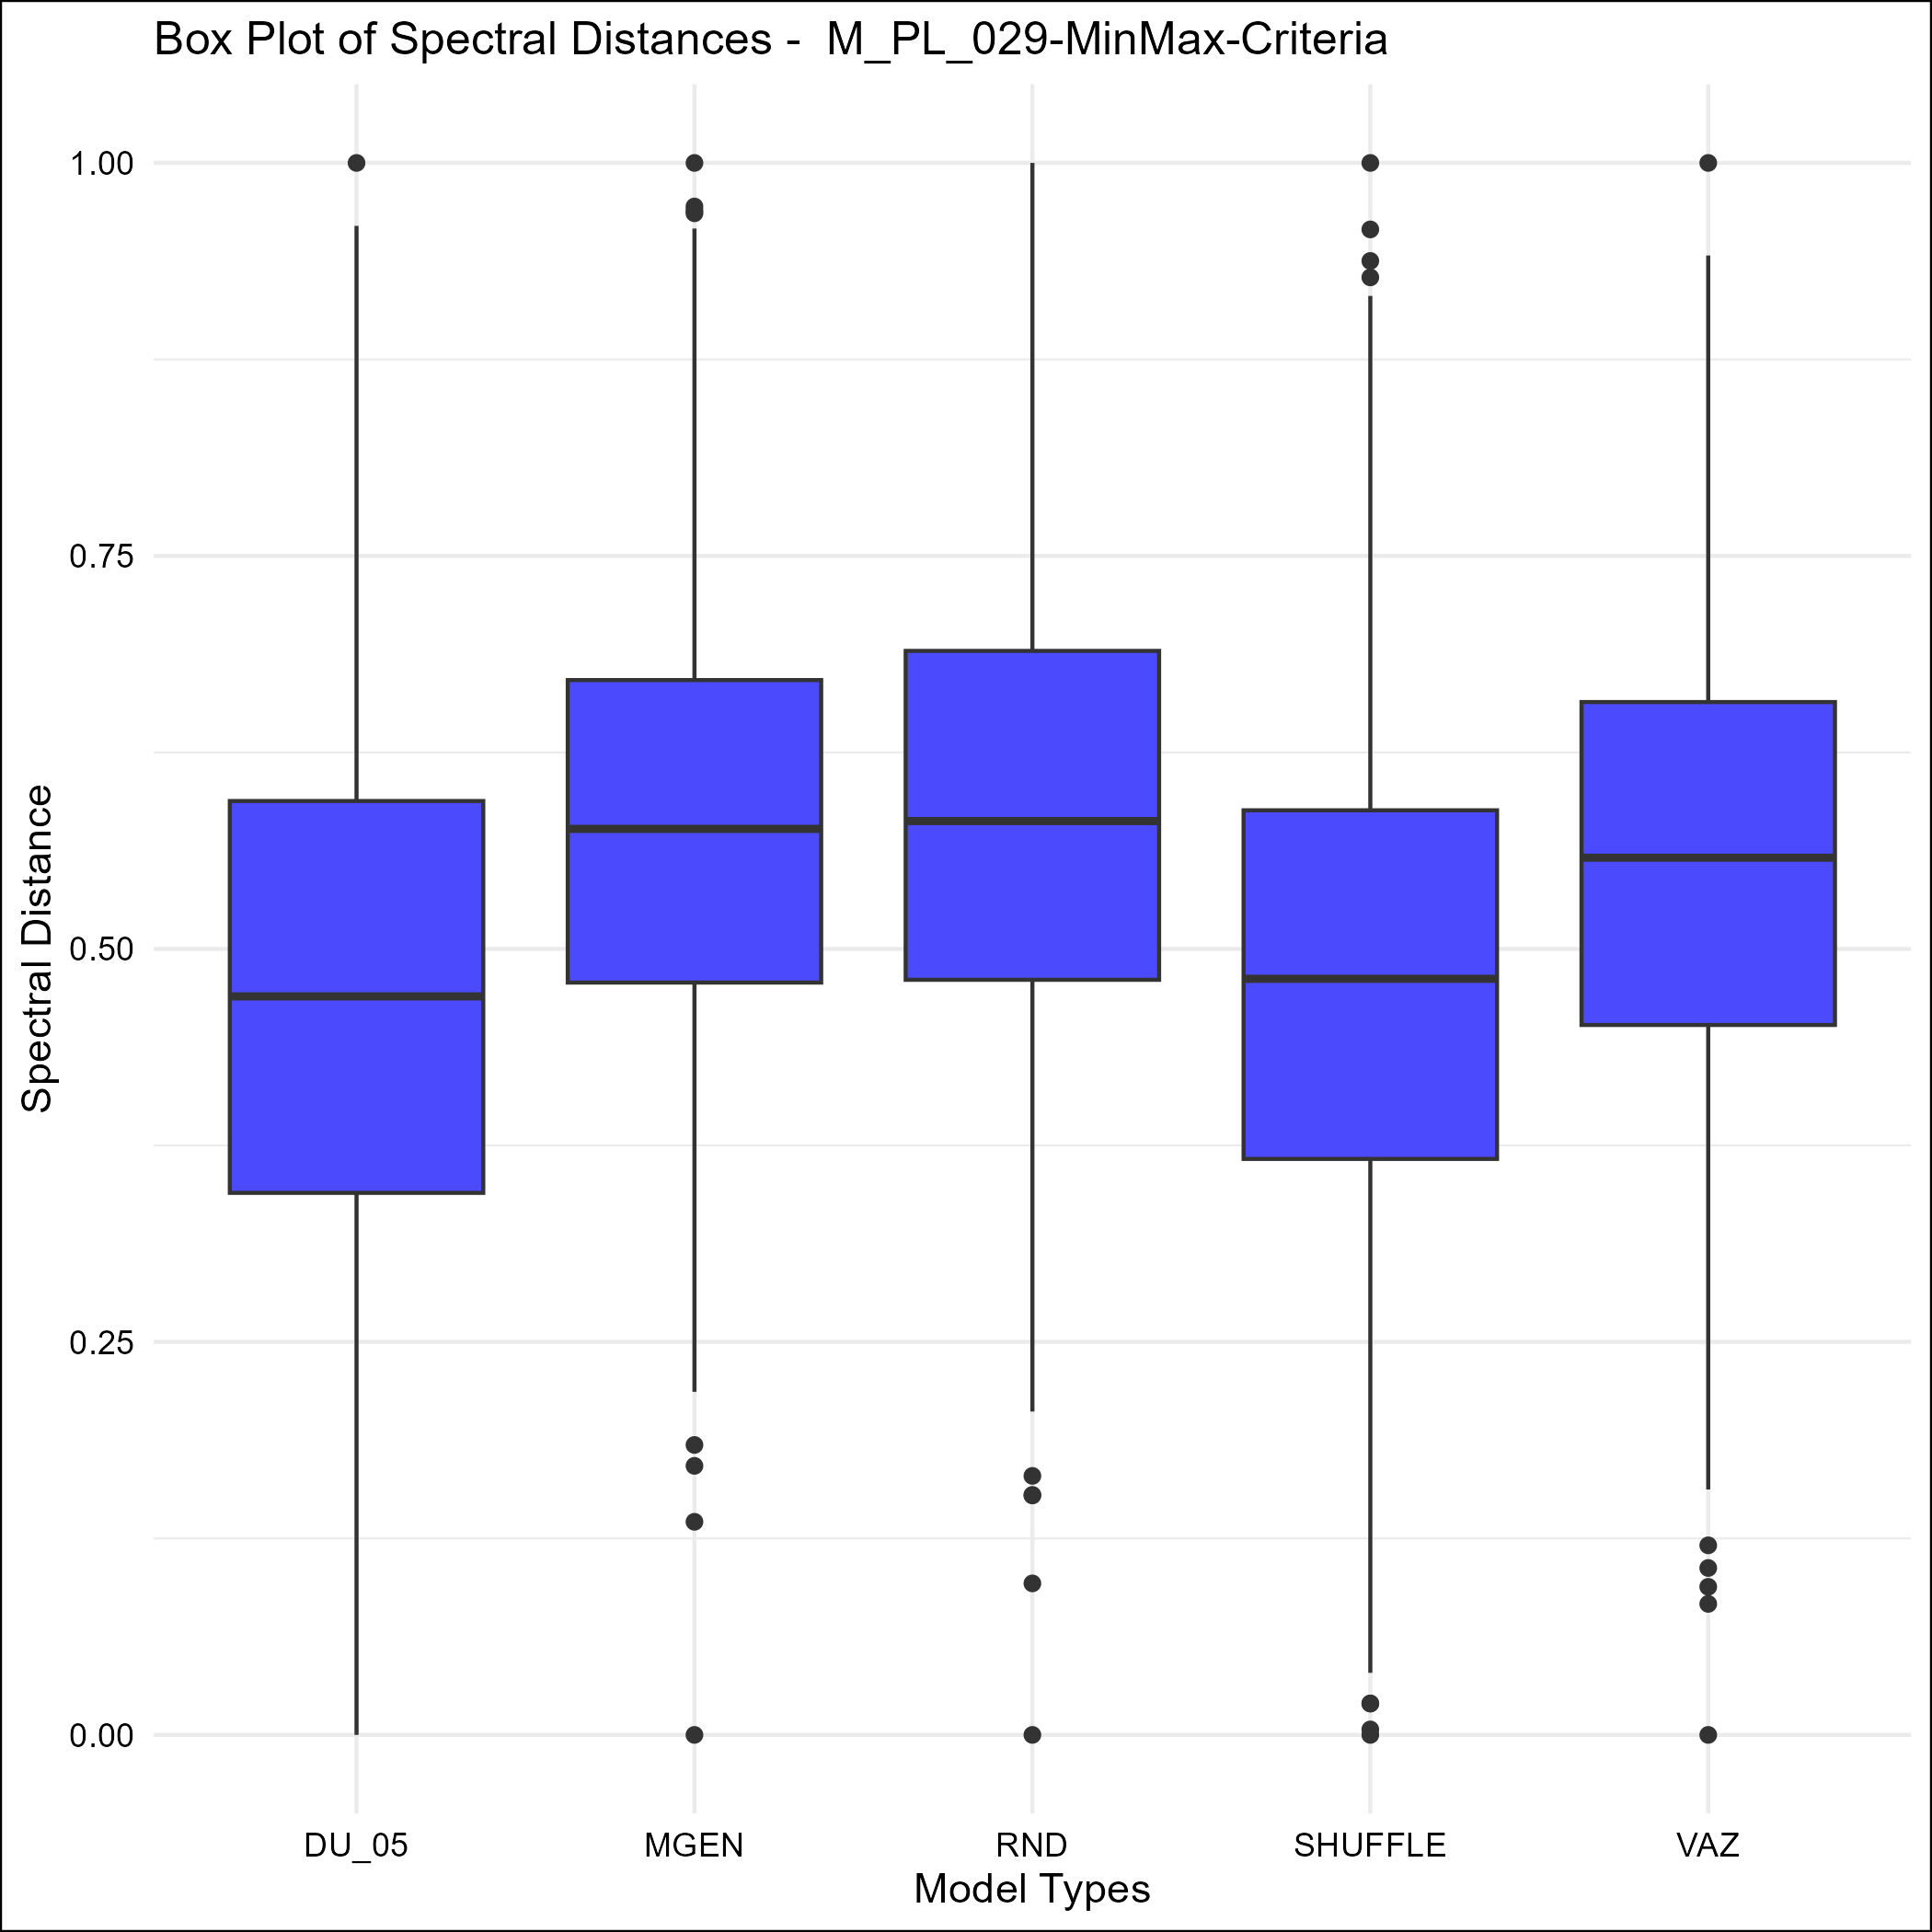 Box Plot of Spectral Distances -  M_PL_029-MinMax-Criteria
1.00
0.75
0.50
0.25
0.00
Spectral Distance
DU_05
MGEN
RND
SHUFFLE
VAZ
Model Types